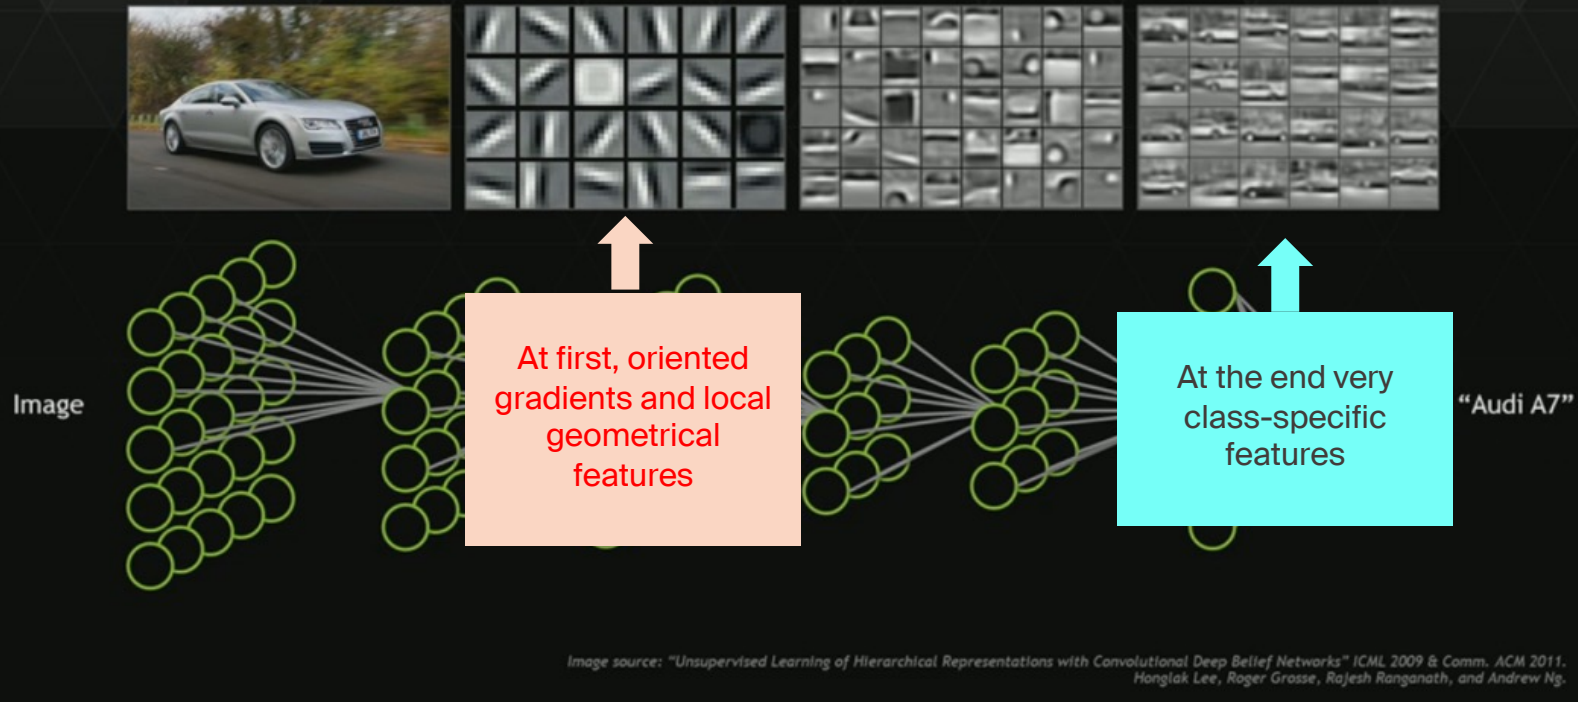 At first, oriented
gradients and local
geometrical
features
At the end very
class-specific
features
Image
“Audi A7”
Image source: “Unsupervised Learning of Hierarchical Representations with Convolutional Deep Belief Networks” ICML 2009 & Comm. ACM 2011.
Honglak Lee, Roger Grosse, Rajesh Ranganath, and Andrew Ng.